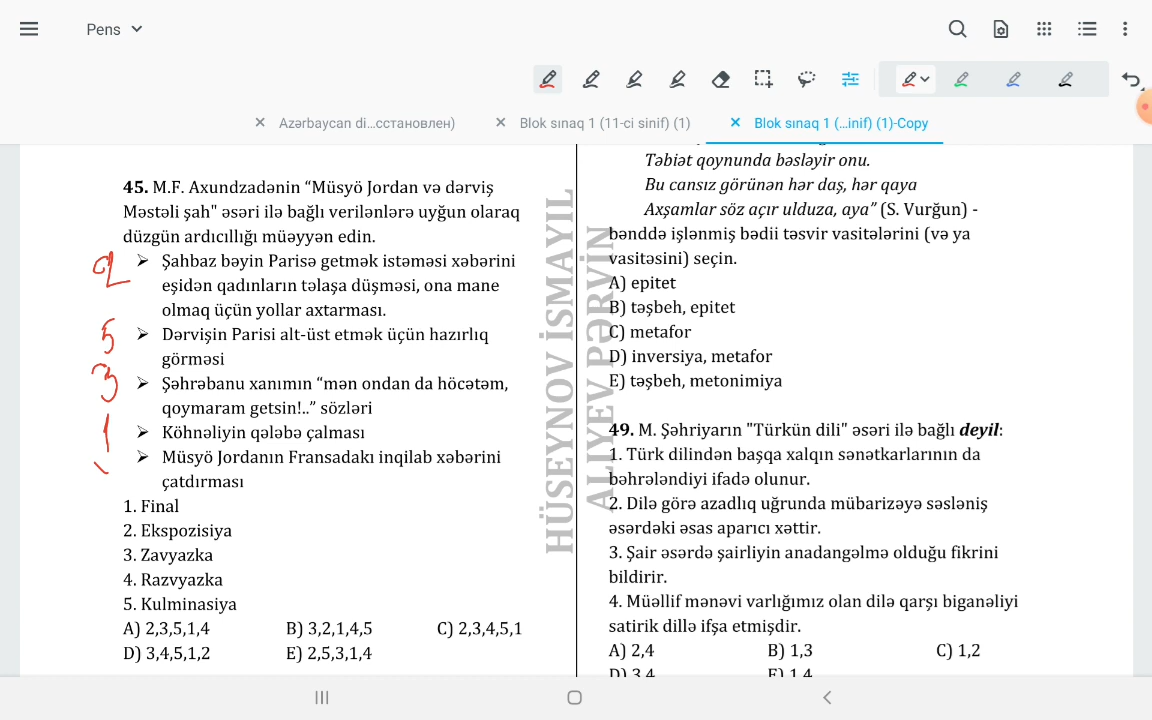 Pens
Azərbaycan di...сстановлен)
Blok sınaq 1 (11-ci sinif) (1)
Blok sınaq 1 (...inif) (1)-Copy
45. M.F. Axundzadənin “Müsyö Jordan və dərviş
Məstəli şah" əsəri ilə bağlı verilənlərə uyğun olaraq
düzgün ardıcıllığı müəyyən edin.
2 ➢ Şahbaz bəyin Parisə getmək istəməsi xəbərini
eşidən qadınların təlaşa düşməsi, ona mane
olmaq üçün yollar axtarması.
5 ➢ Dərvişin Parisi alt-üst etmək üçün hazırlıq
görməsi
3 ➢ Şəhrəbanu xanımın “mən ondan da höcətəm,
qoymaram getsin!..” sözləri
1 ➢ Köhnəliyin qələbə çalması
➢ Müsyö Jordanın Fransadakı inqilab xəbərini
çatdırması
1. Final
2. Ekspozisiya
3. Zavyazka
4. Razvyazka
5. Kulminasiya
A) 2,3,5,1,4 B) 3,2,1,4,5 C) 2,3,4,5,1
D) 3,4,5,1,2 E) 2,5,3,1,4
HÜSEYNOV İSMAYIL
ALIYEV PƏRVİN
Təbiət qoynunda bəsləyir onu.
Bu cansız görünən hər daş, hər qaya
Axşamlar söz açır ulduza, aya” (S. Vurğun) -
bənddə işlənmiş bədii təsvir vasitələrini (və ya
vasitəsini) seçin.
A) epitet
B) təşbeh, epitet
C) metafor
D) inversiya, metafor
E) təşbeh, metonimiya
49. M. Şəhriyarın "Türkün dili" əsəri ilə bağlı deyil:
1. Türk dilindən başqa xalqın sənətkarlarının da
bəhrələndiyi ifadə olunur.
2. Dilə görə azadlıq uğrunda mübarizəyə səsləniş
əsərdəki əsas aparıcı xəttir.
3. Şair əsərdə şairliyin anadangəlmə olduğu fikrini
bildirir.
4. Müəllif mənəvi varlığımız olan dilə qarşı biganəliyi
satirik dillə ifşa etmişdir.
A) 2,4 B) 1,3 C) 1,2
D) 3,4 E) 1,4